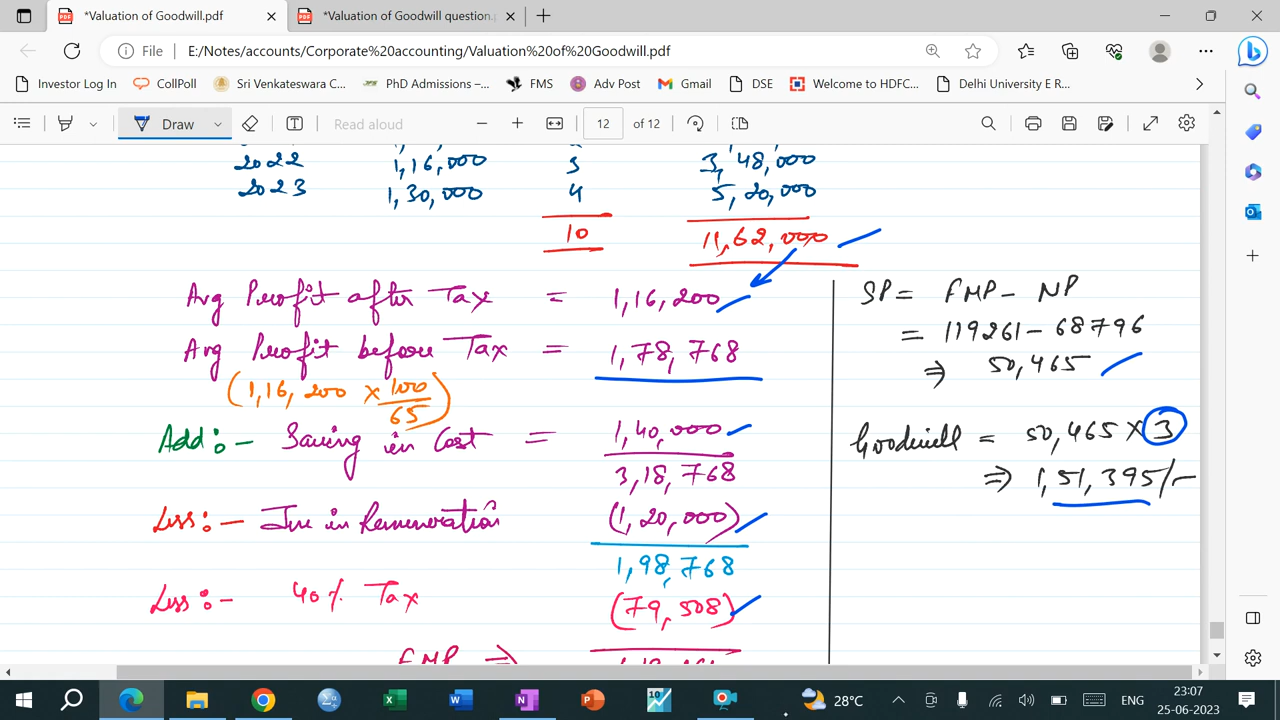 *Valuation of Goodwill.pdf
*Valuation of Goodwill question.p
File E:/Notes/accounts/Corporate%20accounting/Valuation%20of%20Goodwill.pdf
Investor Log In CollPoll Sri Venkateswara C... PhD Admissions –... FMS Adv Post Gmail DSE Welcome to HDFC... Delhi University E R...
Draw Read aloud 12 of 12
2022 1,16,000 3 3,48,000
2023 1,30,000 4 5,20,000
10 11,62,000
Avg Profit after Tax = 1,16,200
Avg Profit before Tax = 1,78,768
(1,16,200 × 100/65)
Add:- Saving in Cost = 1,40,000
3,18,768
Less:- Inc in Remuneration (1,20,000)
1,98,768
Less:- 40% Tax (79,508)
FMP ⇒
SP = FMP - NP
= 119261 - 68796
⇒ 50,465
Goodwill = 50,465 × 3
⇒ 1,51,395/-
28°C ENG 23:07
25-06-2023